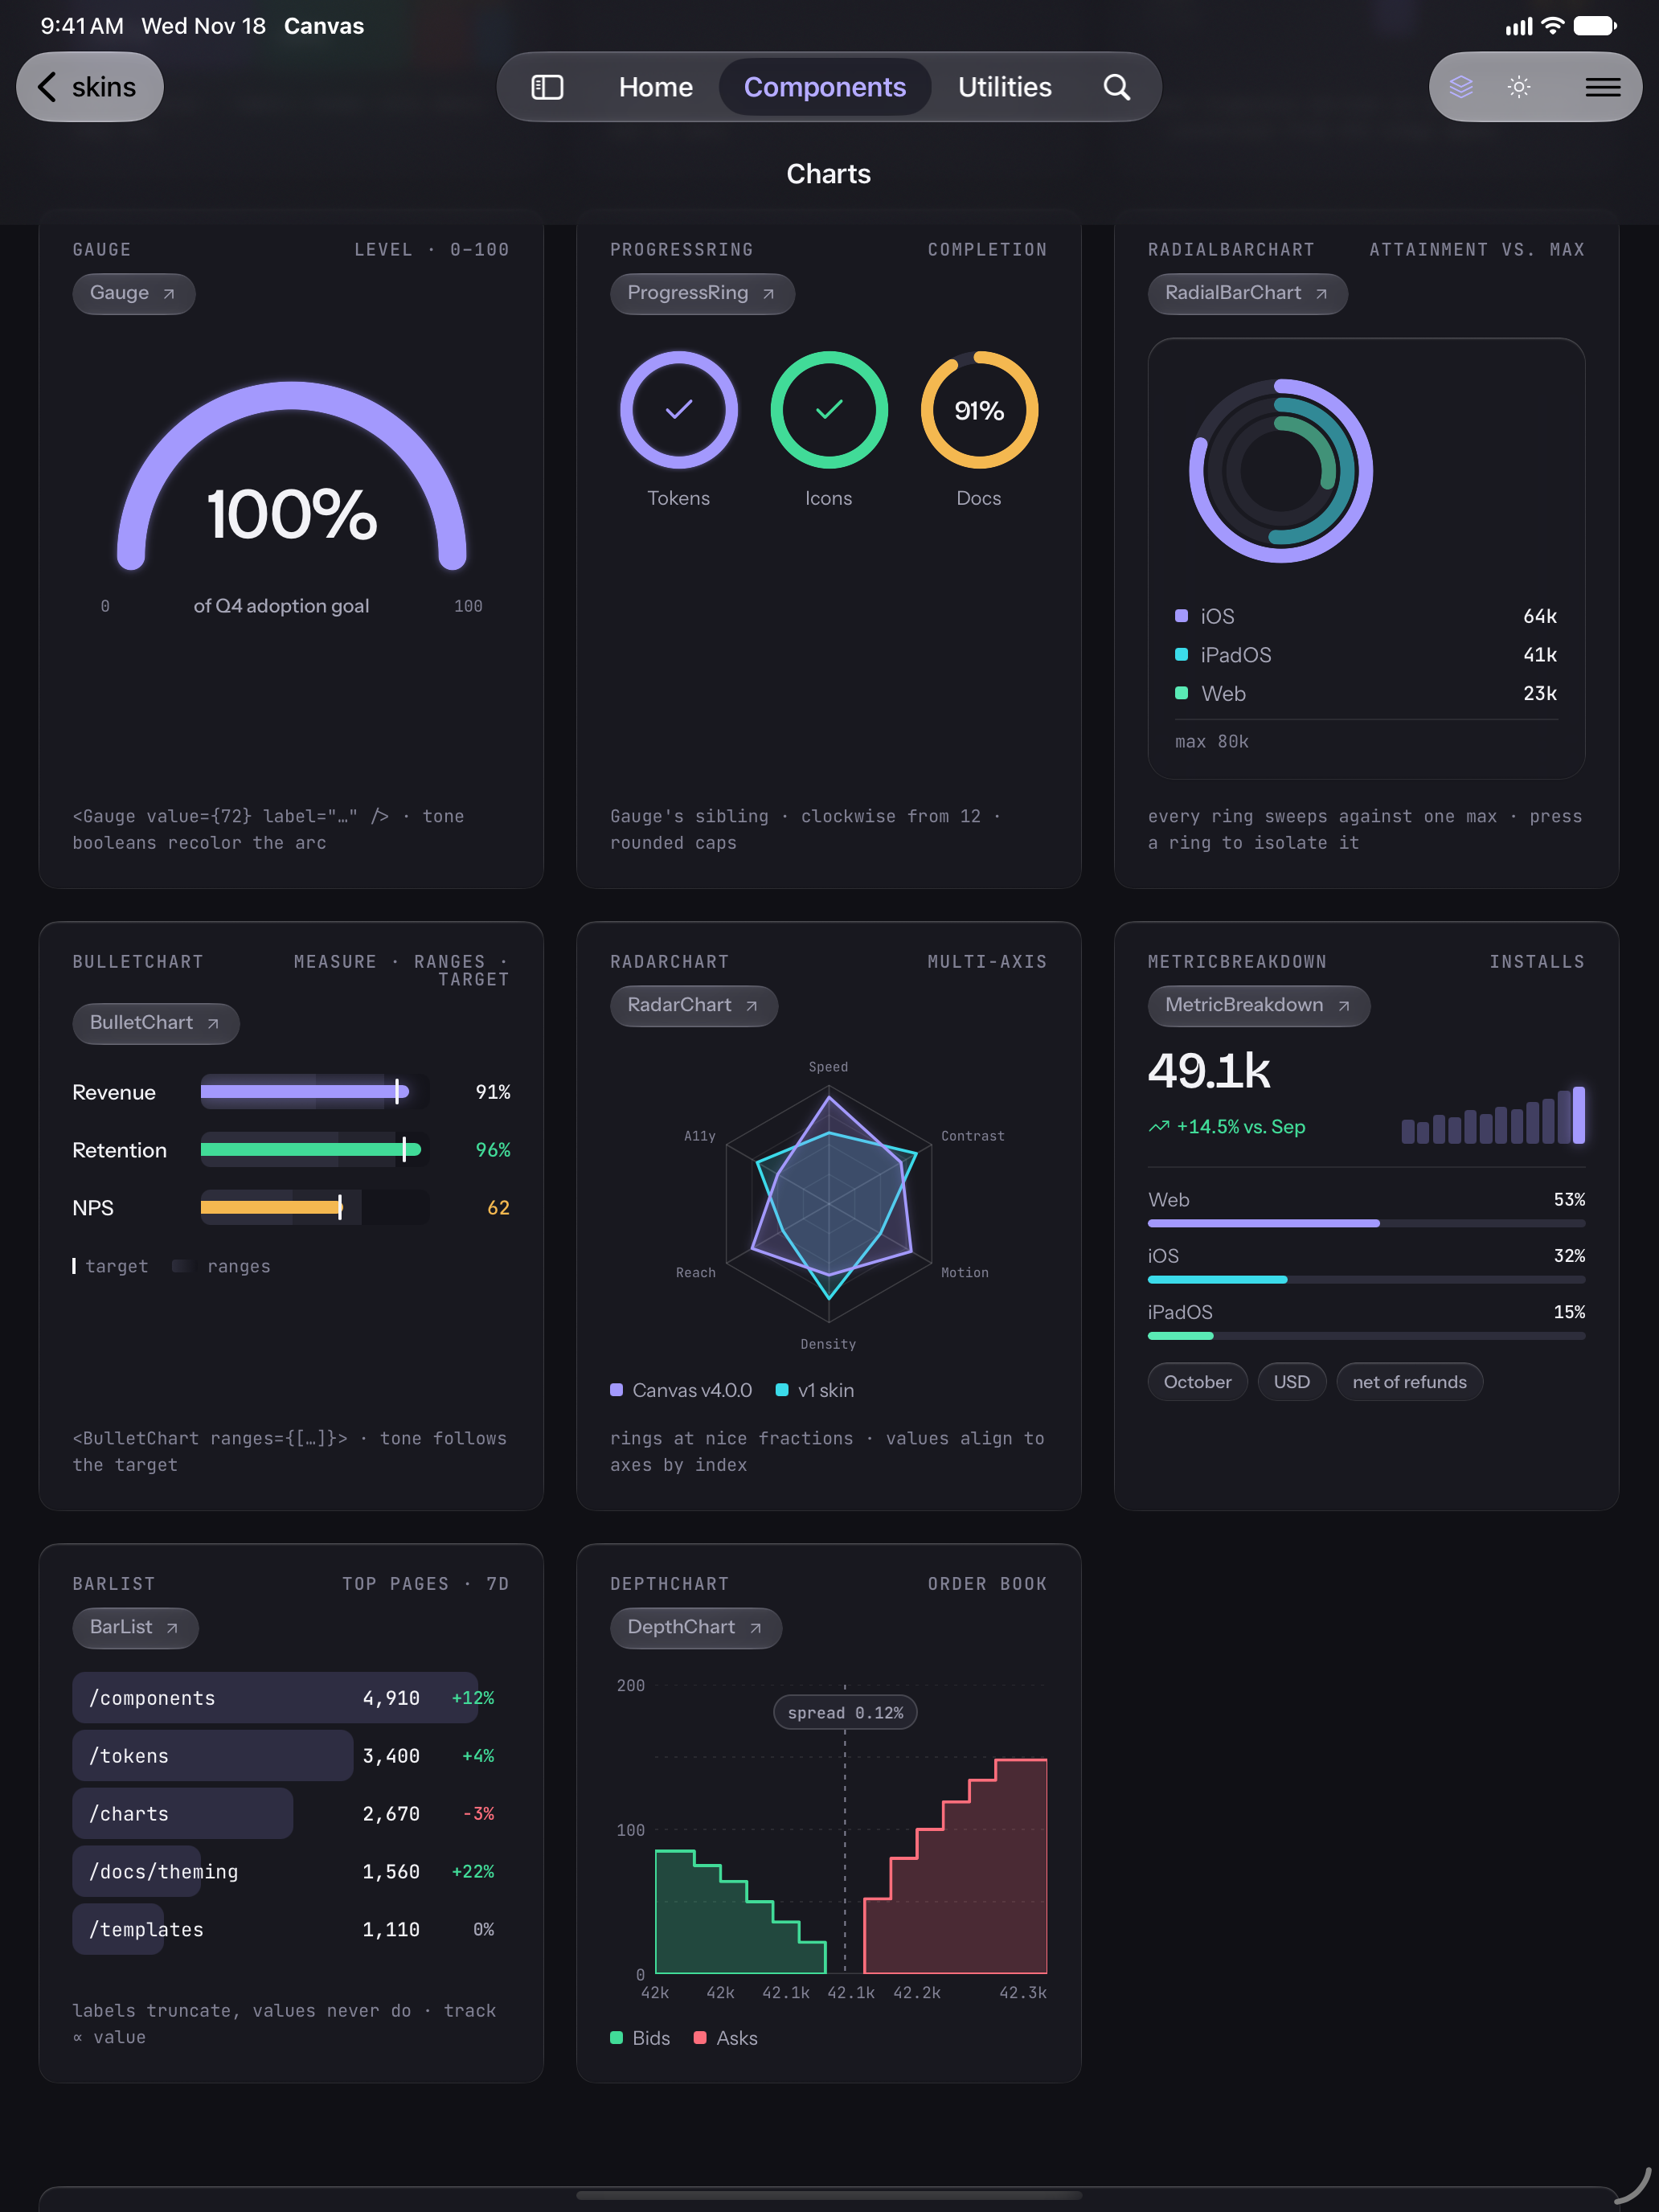 9:41 AM Wed Nov 18 Canvas
skins
Home Components Utilities
Charts
GAUGE LEVEL · 0–100
Gauge
100%
0 of Q4 adoption goal 100
<Gauge value={72} label="…" /> · tone
booleans recolor the arc
PROGRESSRING COMPLETION
ProgressRing
91%
Tokens Icons Docs
Gauge's sibling · clockwise from 12 ·
rounded caps
RADIALBARCHART ATTAINMENT VS. MAX
RadialBarChart
iOS 64k
iPadOS 41k
Web 23k
max 80k
every ring sweeps against one max · press
a ring to isolate it
BULLETCHART MEASURE · RANGES ·
TARGET
BulletChart
Revenue 91%
Retention 96%
NPS 62
target ranges
<BulletChart ranges={[…]}> · tone follows
the target
RADARCHART MULTI-AXIS
RadarChart
Speed
A11y Contrast
Reach Motion
Density
Canvas v4.0.0 v1 skin
rings at nice fractions · values align to
axes by index
METRICBREAKDOWN INSTALLS
MetricBreakdown
49.1k
+14.5% vs. Sep
Web 53%
iOS 32%
iPadOS 15%
October USD net of refunds
BARLIST TOP PAGES · 7D
BarList
/components 4,910 +12%
/tokens 3,400 +4%
/charts 2,670 -3%
/docs/theming 1,560 +22%
/templates 1,110 0%
labels truncate, values never do · track
∝ value
DEPTHCHART ORDER BOOK
DepthChart
200
spread 0.12%
100
0
42k 42k 42.1k 42.1k 42.2k 42.3k
Bids Asks